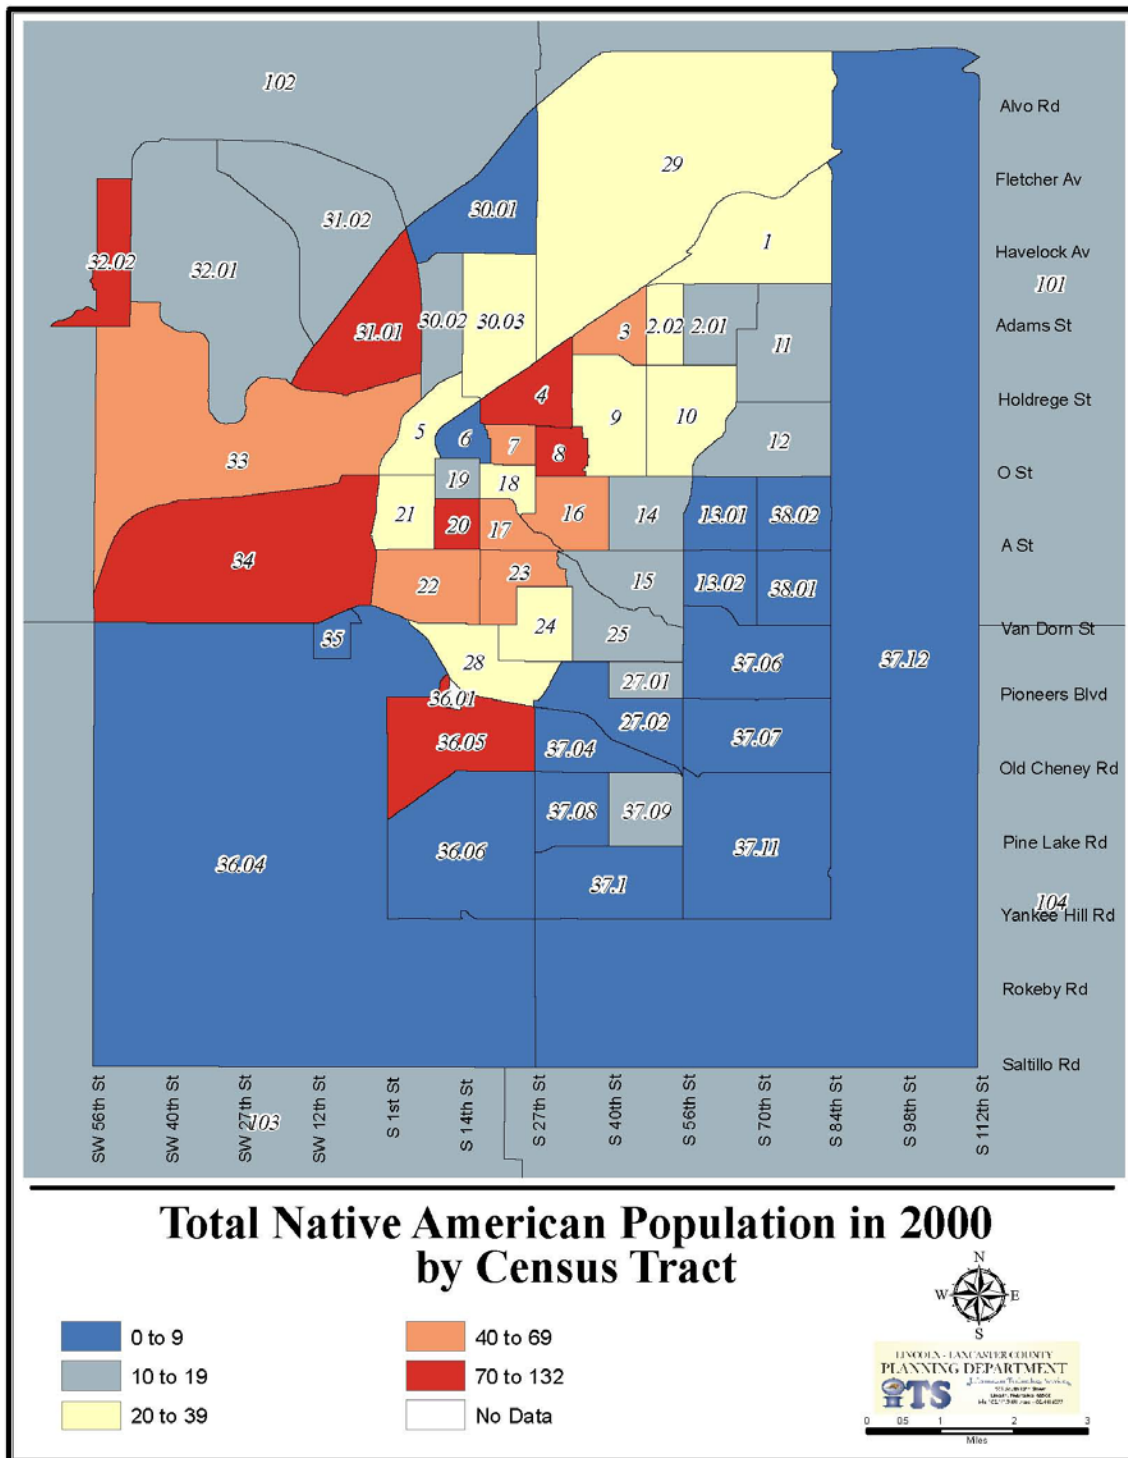 102
Alvo Rd
29
Fletcher Av
30.01
31.02
1
Havelock Av
32.02
32.01
101
31.01
30.02
30.03
3
2.02
2.01
11
Adams St
4
9
10
Holdrege St
5
6
7
8
12
33
19
18
O St
21
20
17
16
14
13.01
38.02
A St
34
22
23
15
13.02
38.01
35
24
25
Van Dorn St
28
37.06
37.12
27.01
36.01
Pioneers Blvd
27.02
36.05
37.04
37.07
Old Cheney Rd
37.08
37.09
36.04
36.06
37.11
Pine Lake Rd
37.1
104
Yankee Hill Rd
Rokeby Rd
Saltillo Rd
SW 56th St
SW 40th St
SW 27th St
SW 12th St
S 1st St
S 14th St
S 27th St
S 40th St
S 56th St
S 70th St
S 84th St
S 98th St
S 112th St
103
Total Native American Population in 2000
by Census Tract
N
W
E
S
0 to 9
10 to 19
20 to 39
40 to 69
70 to 132
No Data
LINCOLN - LANCASTER COUNTY
PLANNING DEPARTMENT
ITS
0 0.5 1 2 3
Miles